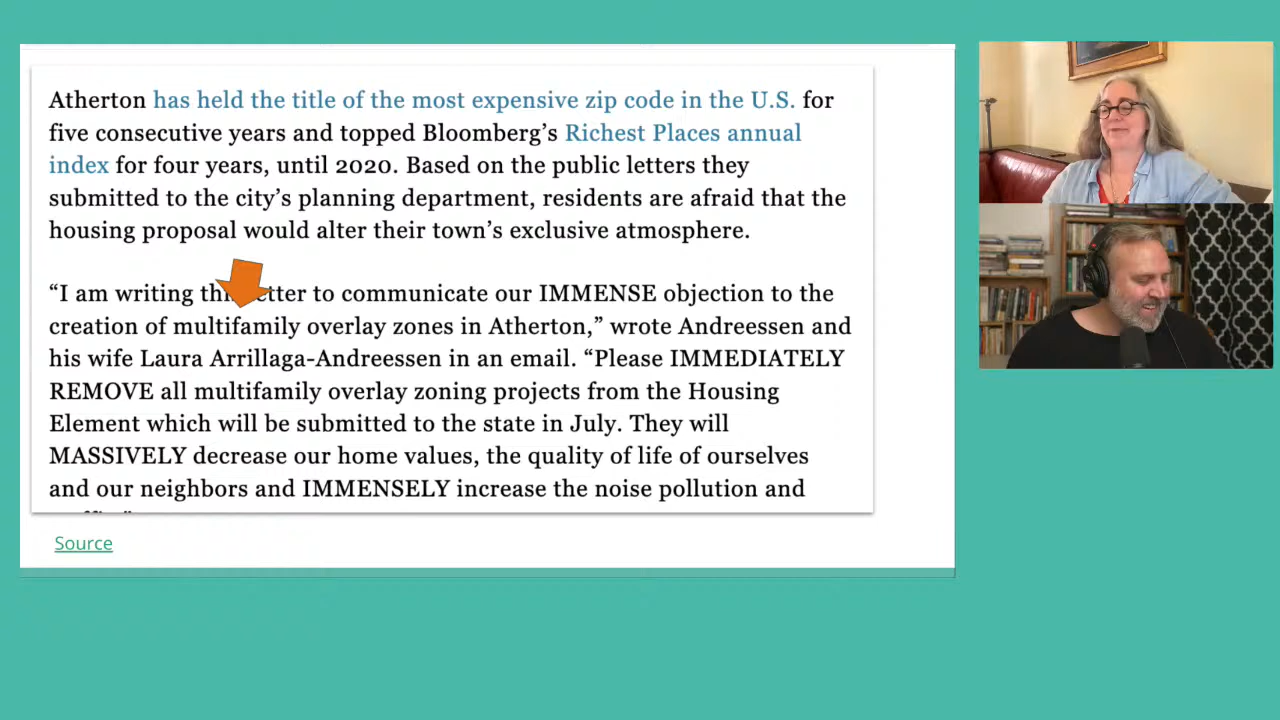 Atherton has held the title of the most expensive zip code in the U.S. for
five consecutive years and topped Bloomberg’s Richest Places annual
index for four years, until 2020. Based on the public letters they
submitted to the city’s planning department, residents are afraid that the
housing proposal would alter their town’s exclusive atmosphere.
“I am writing to communicate our IMMENSE objection to the
creation of multifamily overlay zones in Atherton,” wrote Andreessen and
his wife Laura Arrillaga-Andreessen in an email. “Please IMMEDIATELY
REMOVE all multifamily overlay zoning projects from the Housing
Element which will be submitted to the state in July. They will
MASSIVELY decrease our home values, the quality of life of ourselves
and our neighbors and IMMENSELY increase the noise pollution and
Source